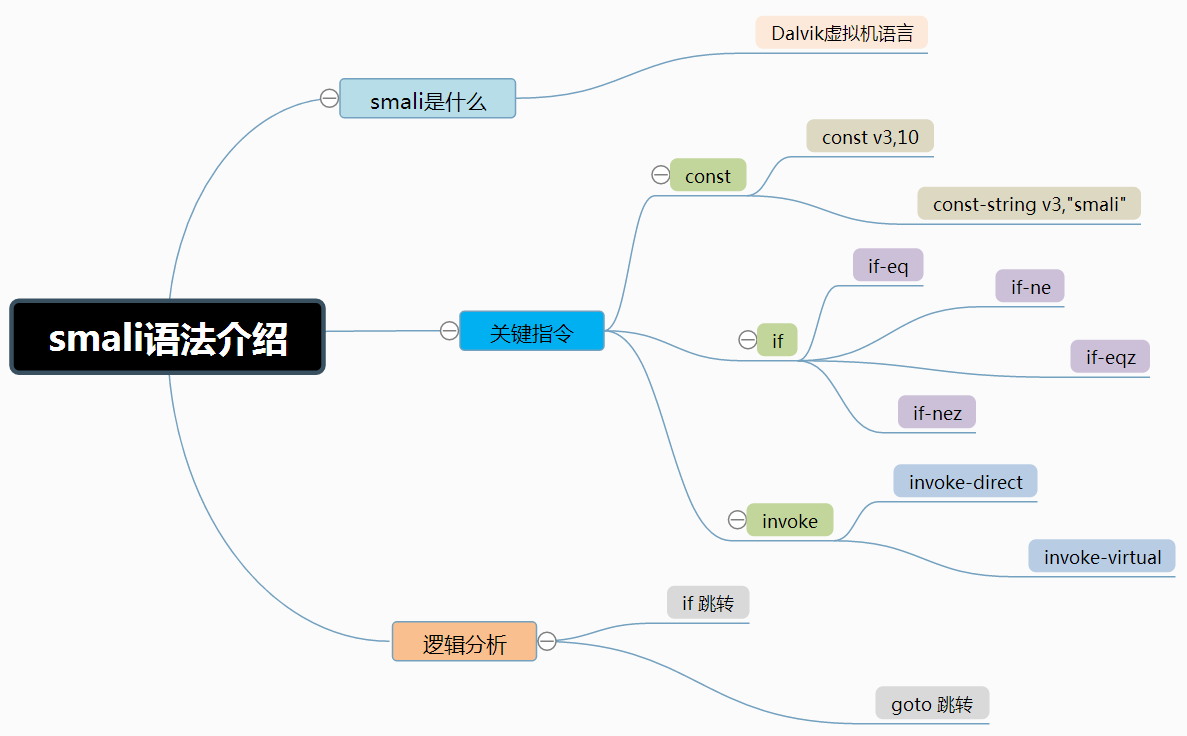 smali语法介绍
smali是什么
Dalvik虚拟机语言
关键指令
const
const v3,10
const-string v3,"smali"
if
if-eq
if-ne
if-eqz
if-nez
invoke
invoke-direct
invoke-virtual
逻辑分析
if 跳转
goto 跳转